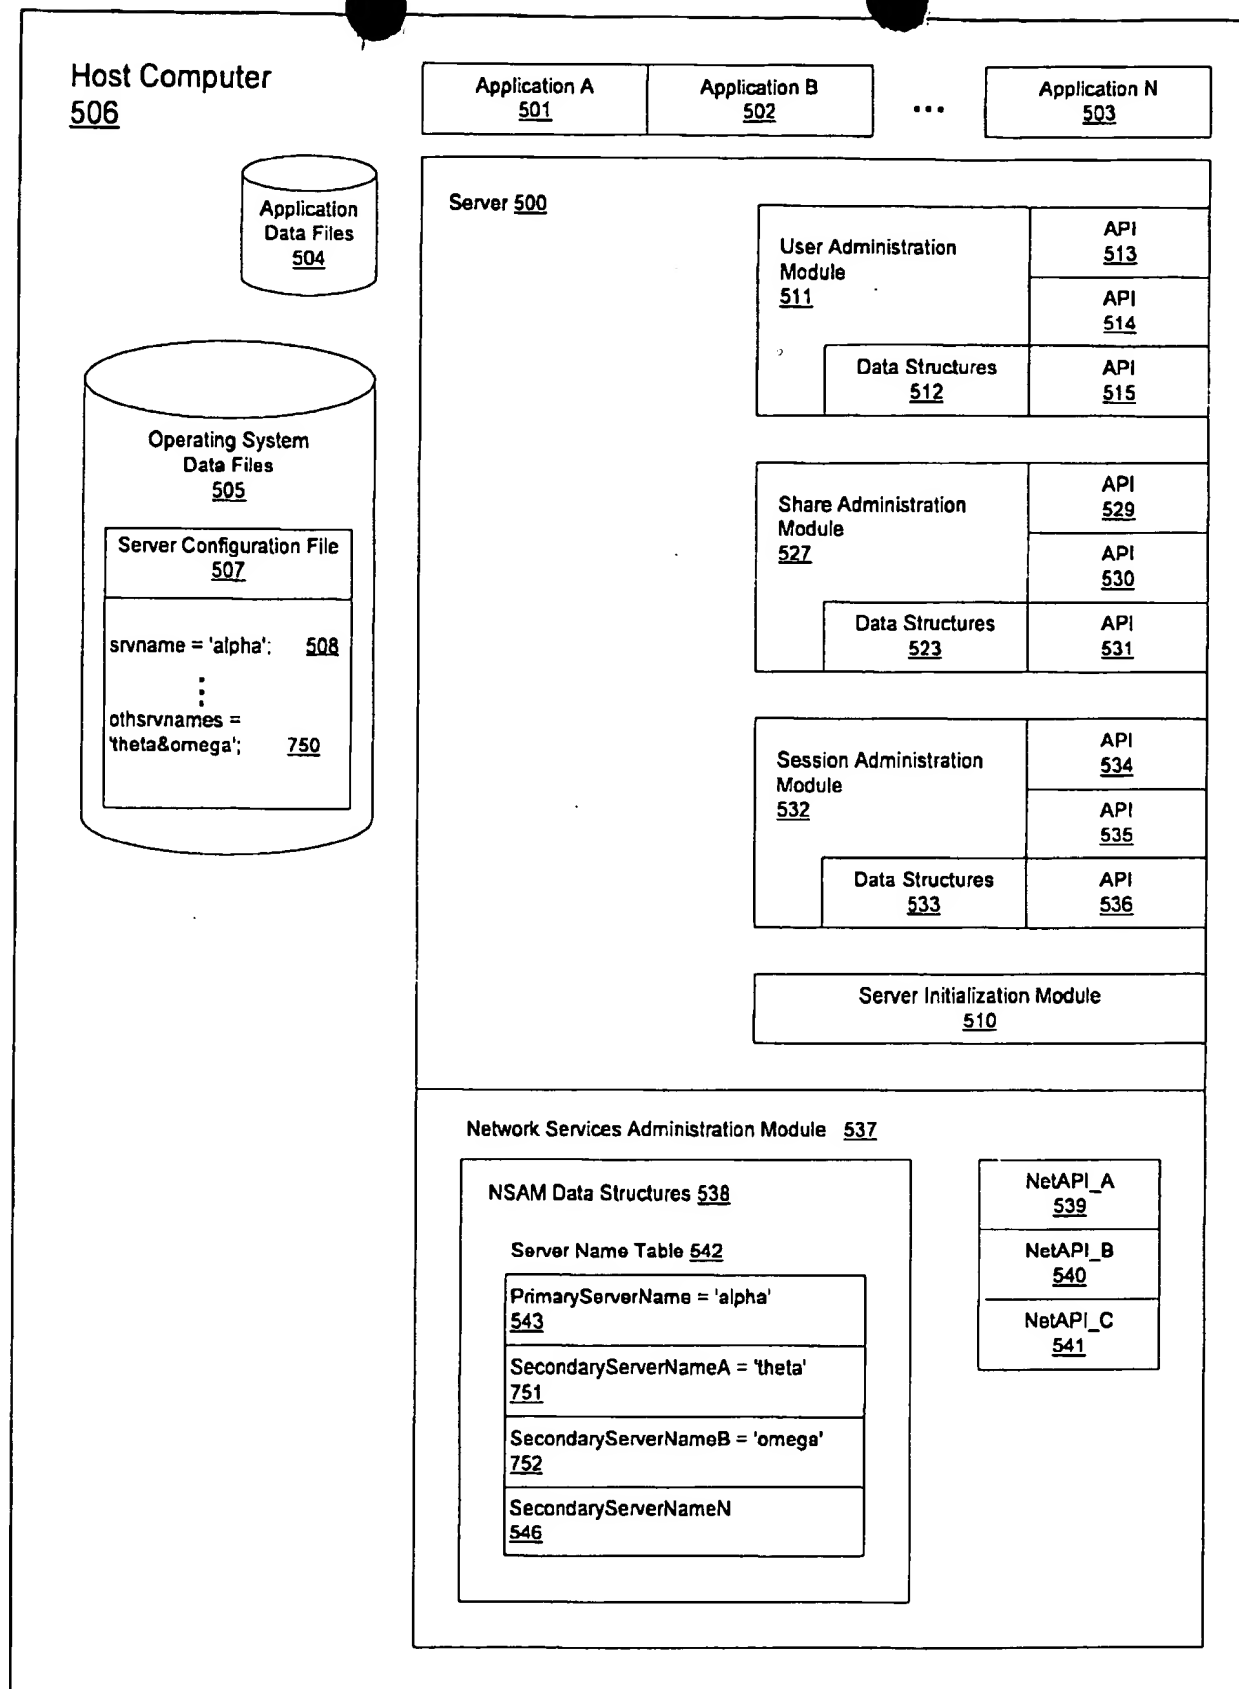 Host Computer
506
Application A
501
Application B
502
...
Application N
503
Application
Data Files
504
Operating System
Data Files
505
Server Configuration File
507
srvname = 'alpha'; 508
othsrvnames =
'theta&omega'; 750
Server 500
User Administration
Module
511
Data Structures
512
API
513
API
514
API
515
Share Administration
Module
527
Data Structures
523
API
529
API
530
API
531
Session Administration
Module
532
Data Structures
533
API
534
API
535
API
536
Server Initialization Module
510
Network Services Administration Module 537
NSAM Data Structures 538
Server Name Table 542
PrimaryServerName = 'alpha'
543
SecondaryServerNameA = 'theta'
751
SecondaryServerNameB = 'omega'
752
SecondaryServerNameN
546
NetAPI_A
539
NetAPI_B
540
NetAPI_C
541